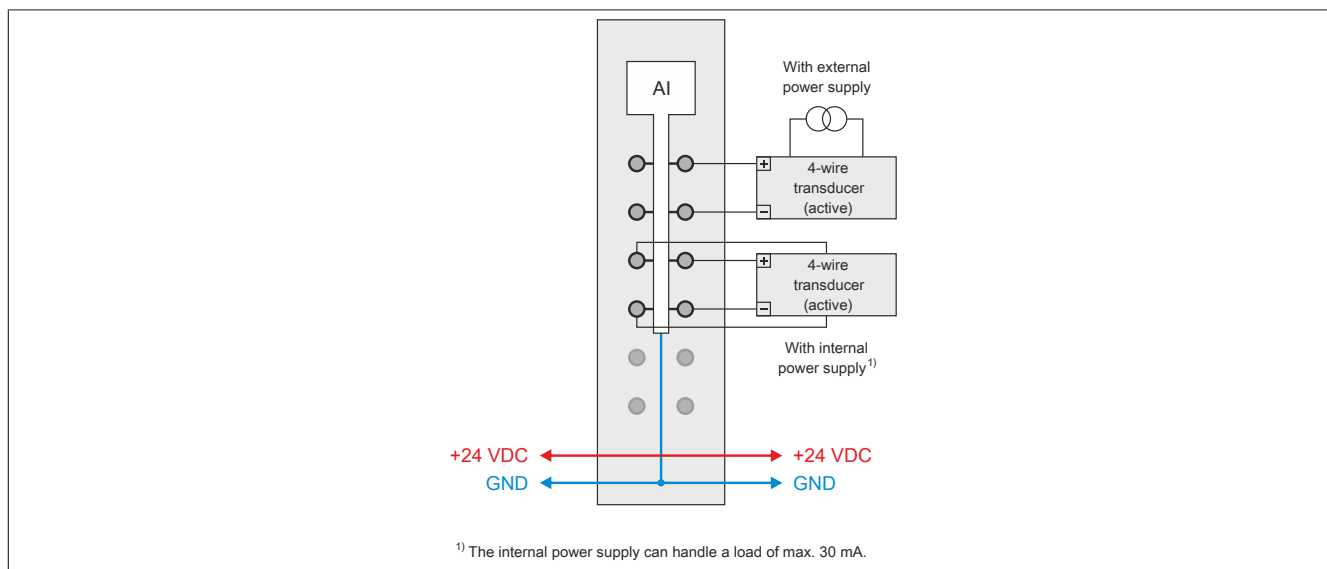 AI
With external
power supply
+
4-wire
transducer
(active)
−
+
4-wire
transducer
(active)
−
With internal
power supply 1)
+24 VDC
+24 VDC
GND
GND
1) The internal power supply can handle a load of max. 30 mA.